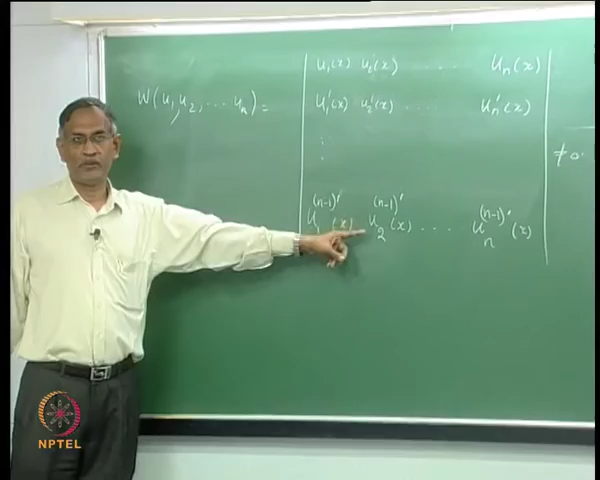 W(u₁, u₂ ... uₙ) =
u₁(x) u₂(x) .... uₙ(x)
u₁'(x) u₂'(x) .... uₙ'(x)
⋮
u₁⁽ⁿ⁻¹⁾'(x) u₂⁽ⁿ⁻¹⁾'(x) .... uₙ⁽ⁿ⁻¹⁾'(x)
≠ 0.
NPTEL